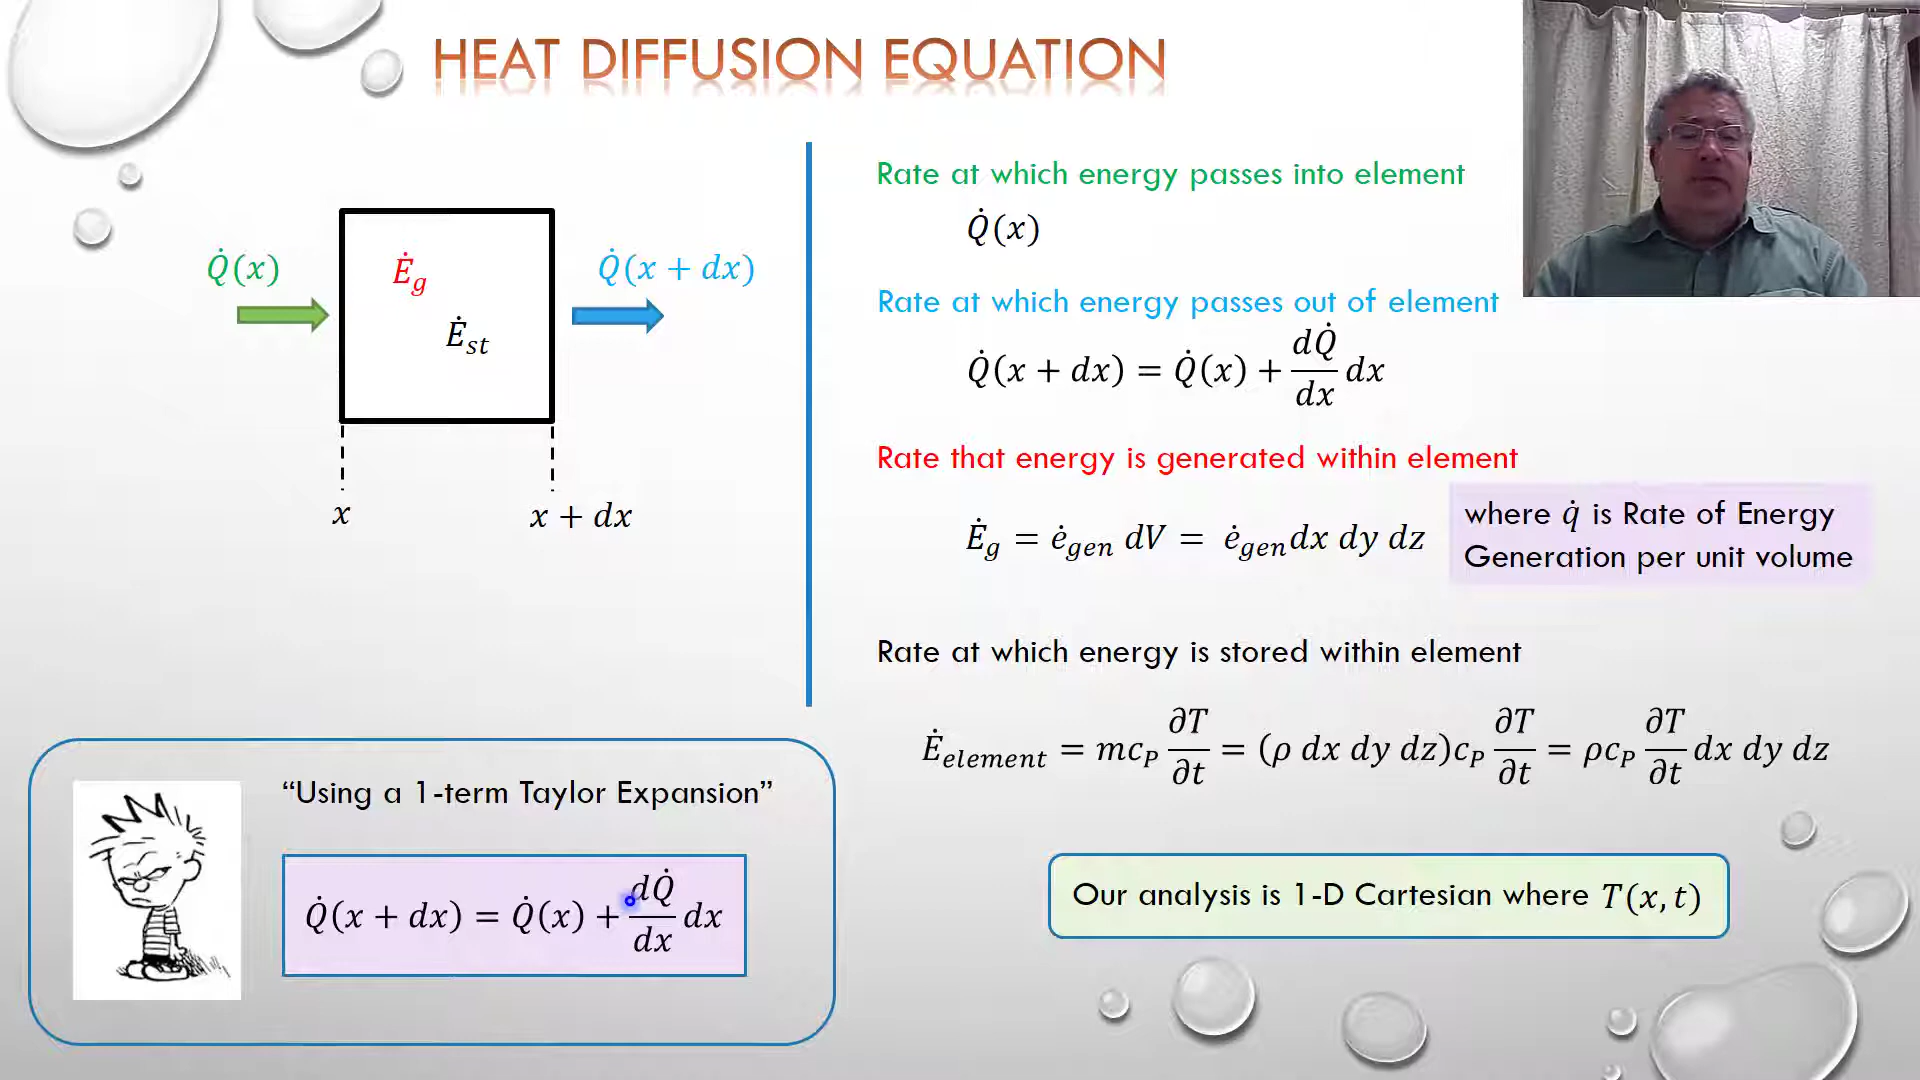 HEAT DIFFUSION EQUATION
Q̇(x)
Ė_g
Ė_st
Q̇(x + dx)
x
x + dx
Rate at which energy passes into element
Q̇(x)
Rate at which energy passes out of element
Q̇(x + dx) = Q̇(x) + dQ̇/dx dx
Rate that energy is generated within element
Ė_g = ė_gen dV = ė_gen dx dy dz
where q̇ is Rate of Energy
Generation per unit volume
Rate at which energy is stored within element
Ė_element = mc_P ∂T/∂t = (ρ dx dy dz)c_P ∂T/∂t = ρc_P ∂T/∂t dx dy dz
“Using a 1-term Taylor Expansion”
Q̇(x + dx) = Q̇(x) + dQ̇/dx dx
Our analysis is 1-D Cartesian where T(x, t)